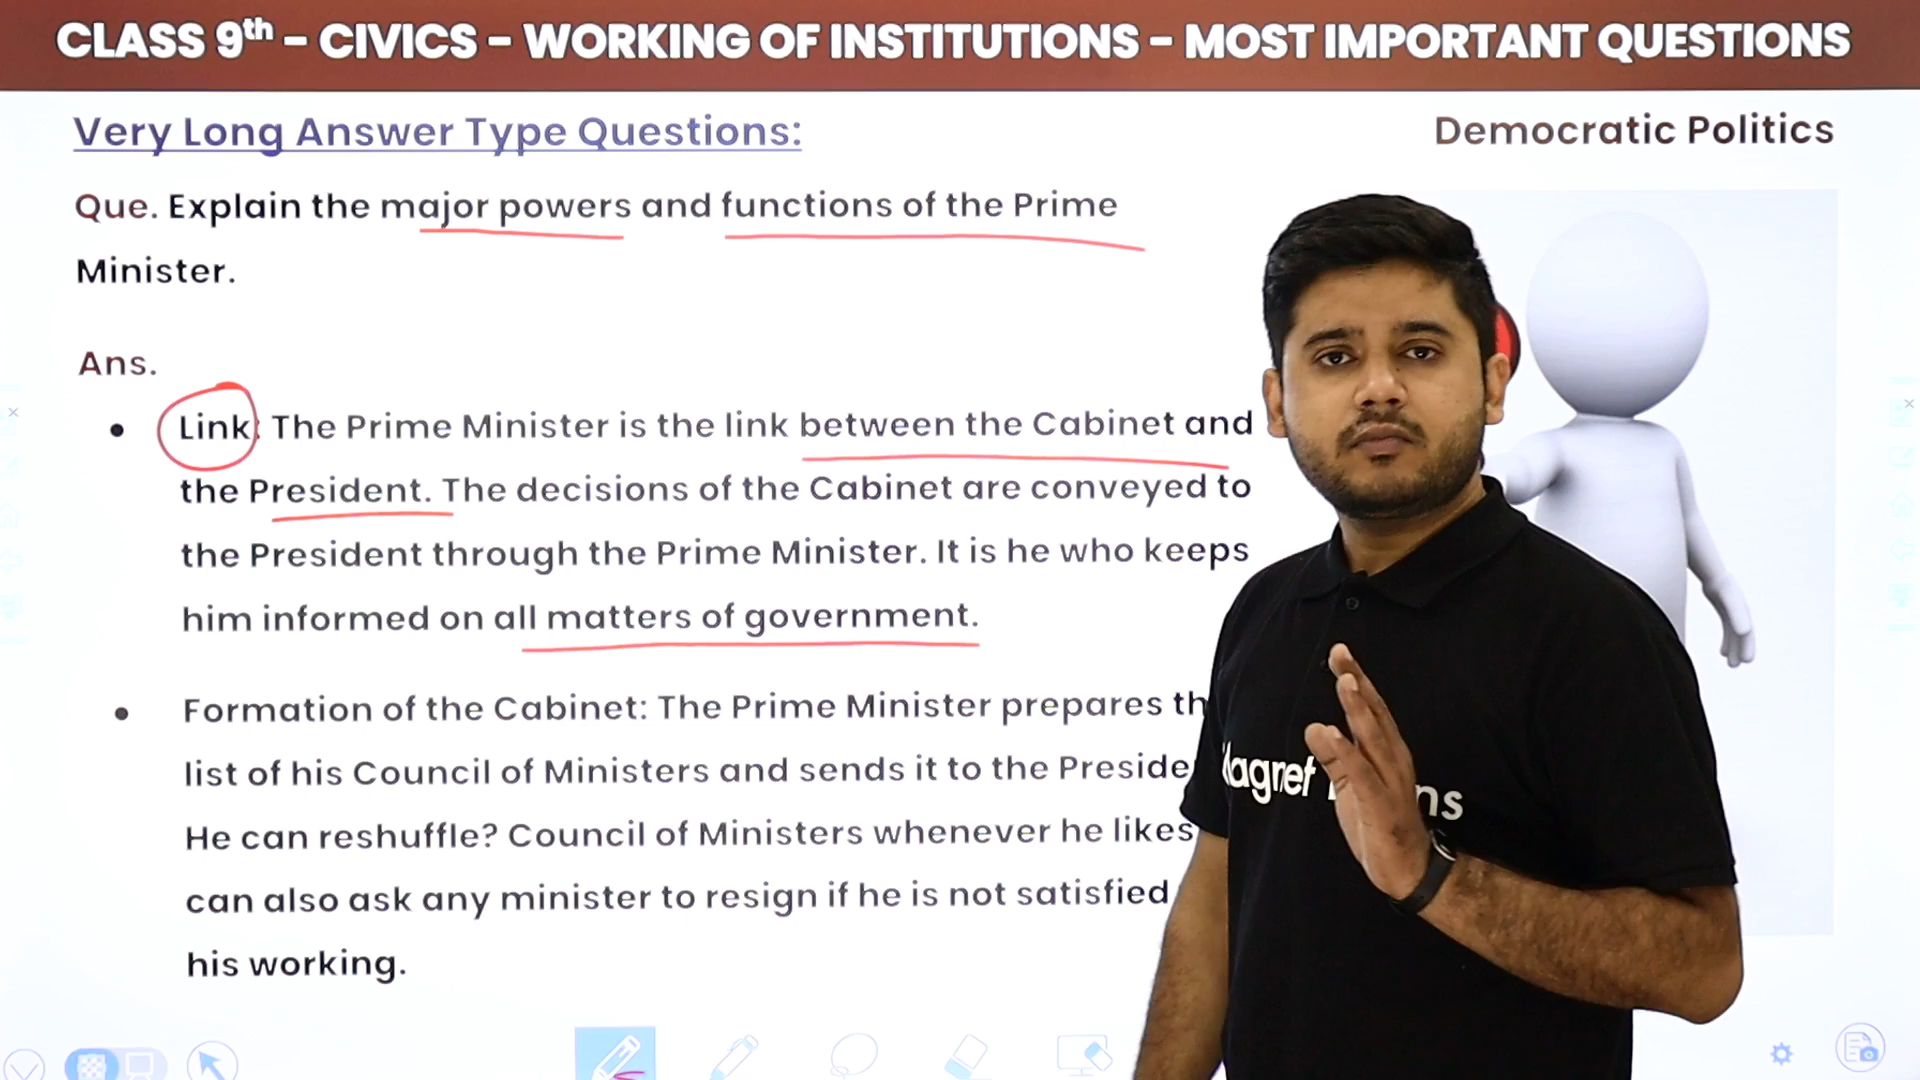 CLASS 9th - CIVICS - WORKING OF INSTITUTIONS - MOST IMPORTANT QUESTIONS
Very Long Answer Type Questions:
Democratic Politics
Que. Explain the major powers and functions of the Prime
Minister.
Ans.
• Link: The Prime Minister is the link between the Cabinet and
the President. The decisions of the Cabinet are conveyed to
the President through the Prime Minister. It is he who keeps
him informed on all matters of government.
• Formation of the Cabinet: The Prime Minister prepares
list of his Council of Ministers and sends it to the
He can reshuffle? Council of Ministers whenever he likes
can also ask any minister to resign if he is not satisfied
his working.